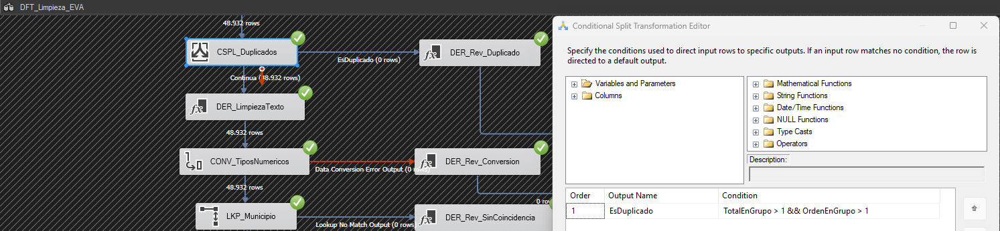 DFT_Limpieza_EVA
48.932 rows
CSPL_Duplicados
EsDuplicado (0 rows)
DER_Rev_Duplicado
Continua (48.932 rows)
DER_LimpiezaTexto
48.932 rows
CONV_TiposNumericos
Data Conversion Error Output (0 rows)
DER_Rev_Conversion
48.932 rows
0 ro
LKP_Municipio
Lookup No Match Output (0 rows)
DER_Rev_SinCoincidencia
Conditional Split Transformation Editor
Specify the conditions used to direct input rows to specific outputs. If an input row matches no condition, the row is
directed to a default output.
Variables and Parameters
Columns
Mathematical Functions
String Functions
Date/Time Functions
NULL Functions
Type Casts
Operators
Description:
Order Output Name Condition
1 EsDuplicado TotalEnGrupo > 1 && OrdenEnGrupo > 1